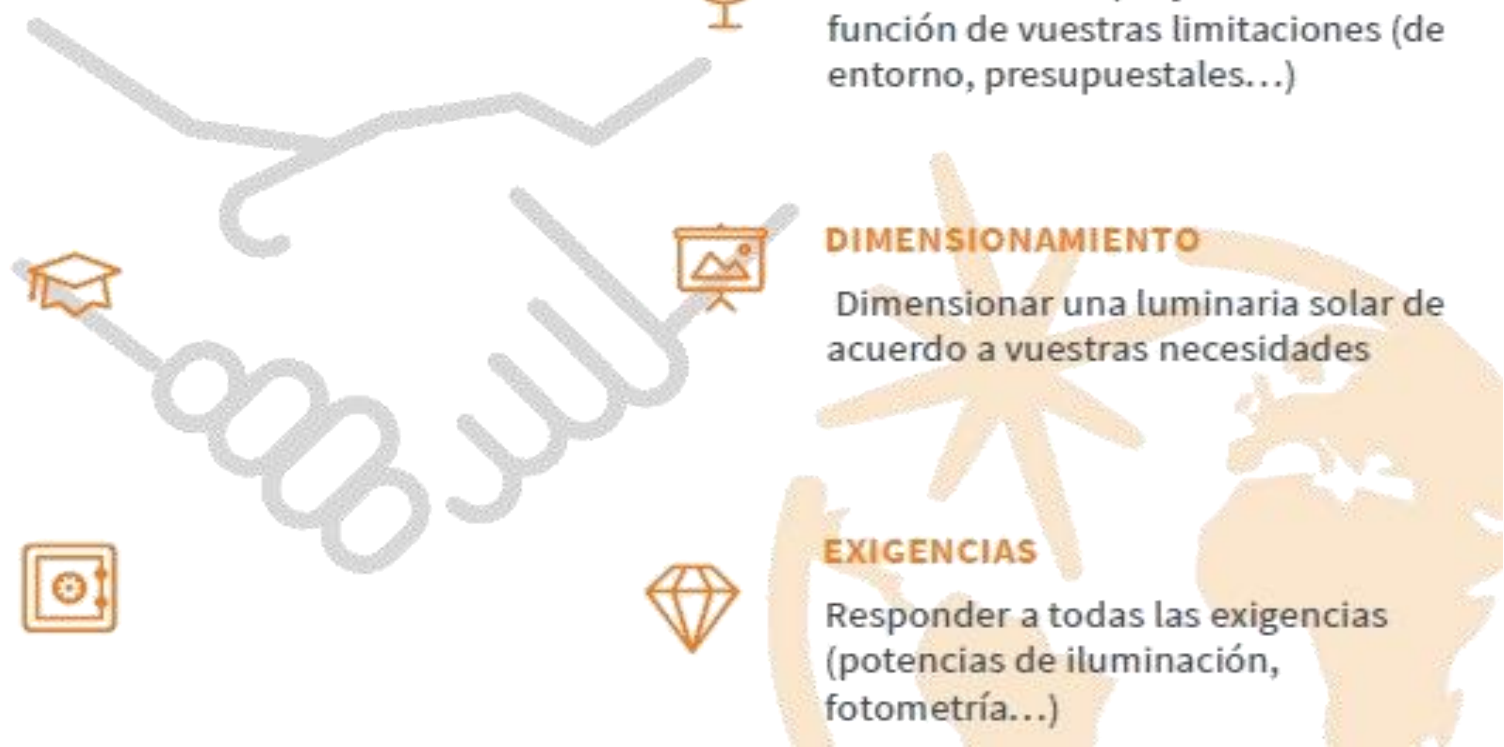 función de vuestras limitaciones (de
entorno, presupuestales...)
DIMENSIONAMIENTO
Dimensionar una luminaria solar de
acuerdo a vuestras necesidades
EXIGENCIAS
Responder a todas las exigencias
(potencias de iluminación,
fotometría...)